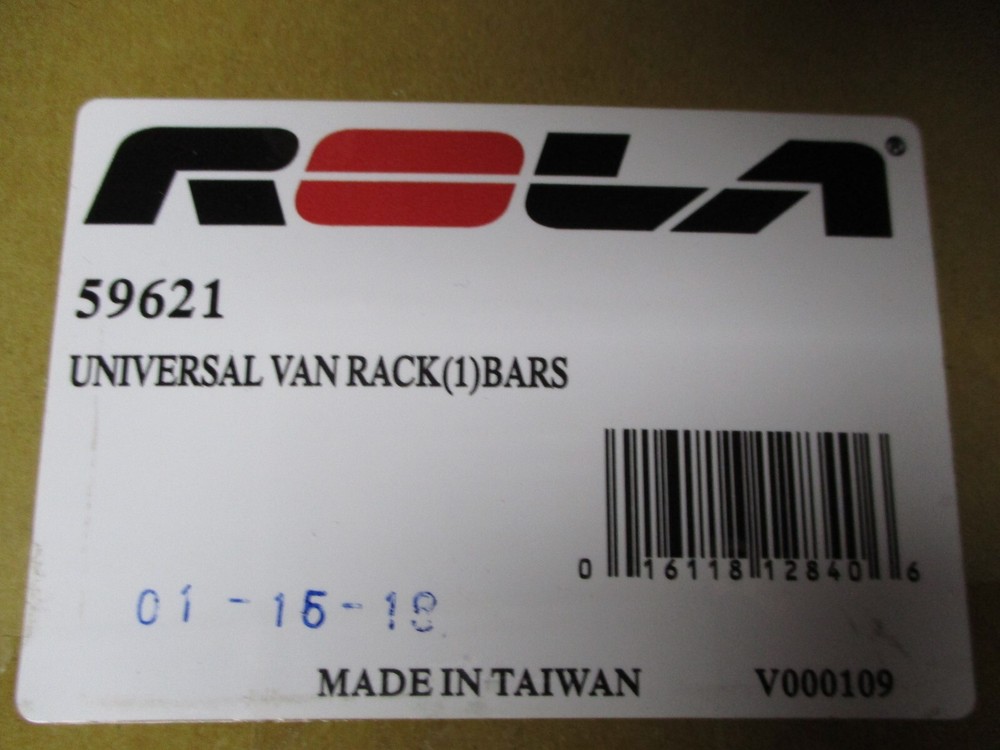 ROLA®
59621
UNIVERSAL VAN RACK(1)BARS
0 16118 12840 6
01-15-18
MADE IN TAIWAN V000109